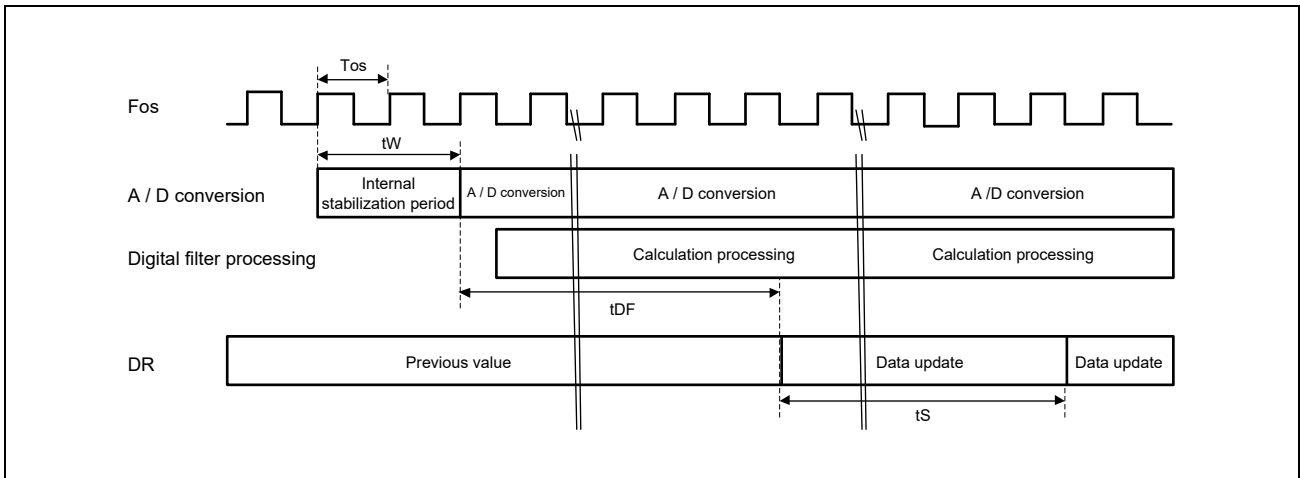 Tos
Fos
tW
A / D conversion
Internal
stabilization period
A / D conversion
A / D conversion
A /D conversion
Digital filter processing
Calculation processing
Calculation processing
tDF
DR
Previous value
Data update
Data update
tS